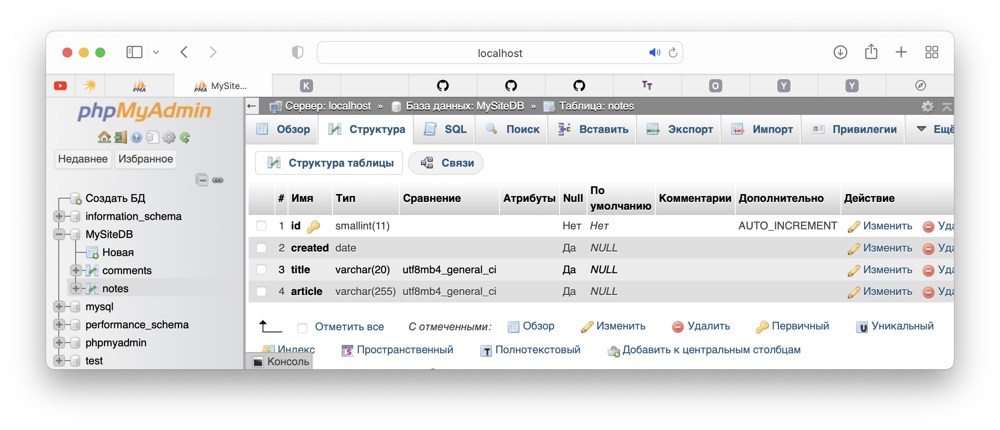 localhost
PMA
PMA MySite...
K
TT
O
Y
Y
phpMyAdmin
Недавнее Избранное
Создать БД
information_schema
MySiteDB
Новая
comments
notes
mysql
performance_schema
phpmyadmin
test
Сервер: localhost » База данных: MySiteDB » Таблица: notes
Обзор Структура SQL Поиск Вставить Экспорт Импорт Привилегии Ещё
Структура таблицы Связи
# Имя Тип Сравнение Атрибуты Null По умолчанию Комментарии Дополнительно Действие
1 id smallint(11) Нет Нет AUTO_INCREMENT Изменить Уда
2 created date Да NULL Изменить Уда
3 title varchar(20) utf8mb4_general_ci Да NULL Изменить Уда
4 article varchar(255) utf8mb4_general_ci Да NULL Изменить Уда
Отметить все С отмеченными: Обзор Изменить Удалить Первичный U Уникальный
Индекс S Пространственный T Полнотекстовый Добавить к центральным столбцам
Консоль